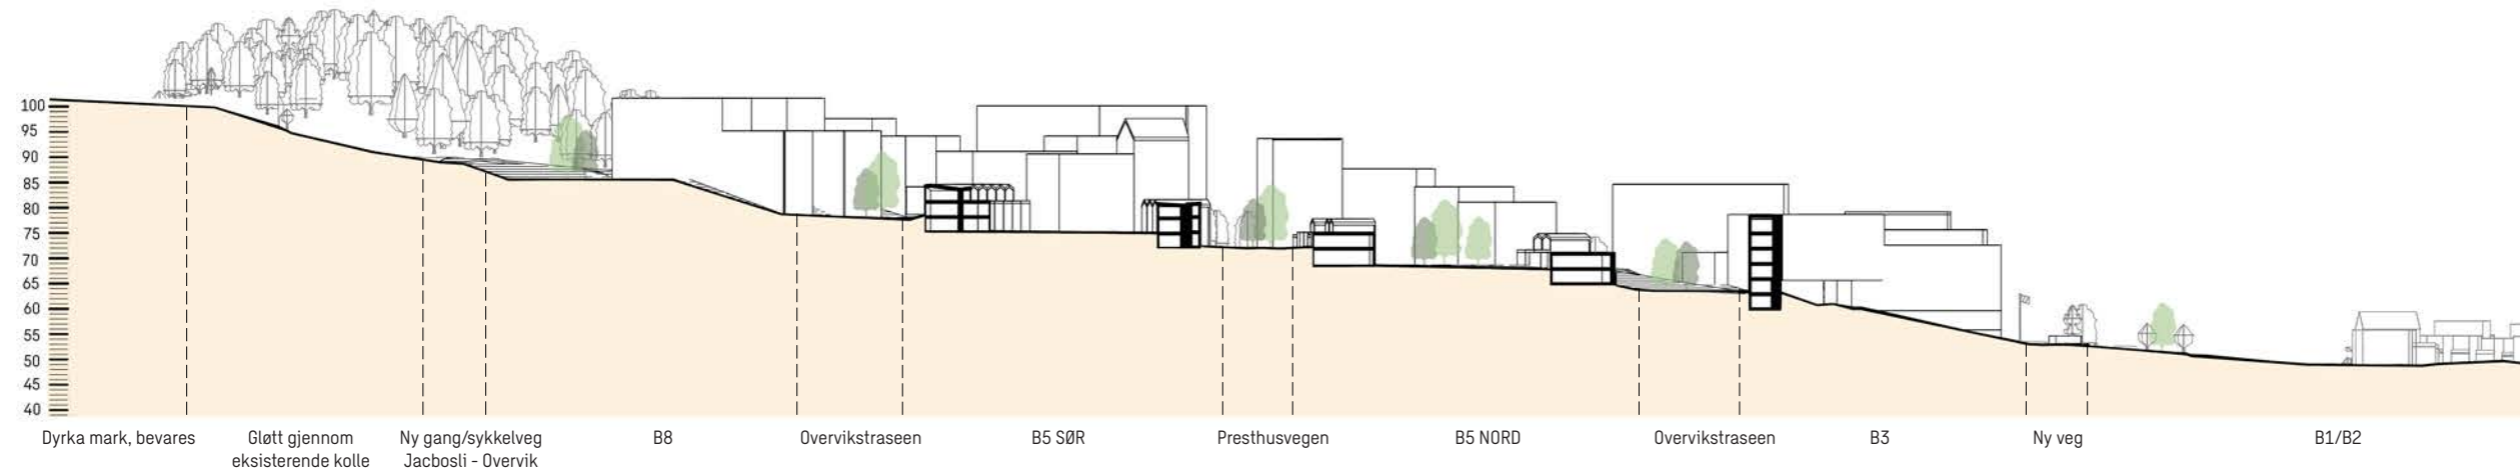 100
95
90
85
80
75
70
65
60
55
50
45
40
Dyrka mark, bevares
Gløtt gjennom
eksisterende kolle
Ny gang/sykkelveg
Jacbosli - Overvik
B8
Overvikstraseen
B5 SØR
Presthusvegen
B5 NORD
Overvikstraseen
B3
Ny veg
B1/B2